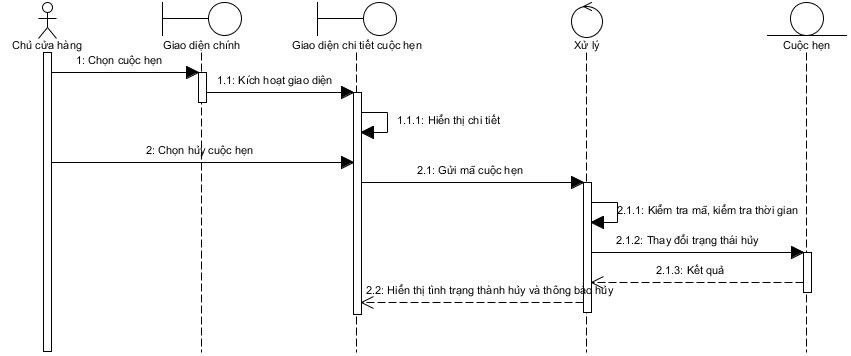 Chủ cửa hàng
Giao diện chính
Giao diện chi tiết cuộc hẹn
Xử lý
Cuộc hẹn
1: Chọn cuộc hẹn
1.1: Kích hoạt giao diện
1.1.1: Hiển thị chi tiết
2: Chọn hủy cuộc hẹn
2.1: Gửi mã cuộc hẹn
2.1.1: Kiểm tra mã, kiểm tra thời gian
2.1.2: Thay đổi trạng thái hủy
2.1.3: Kết quả
2.2: Hiển thị tình trạng thành hủy và thông báo hủy